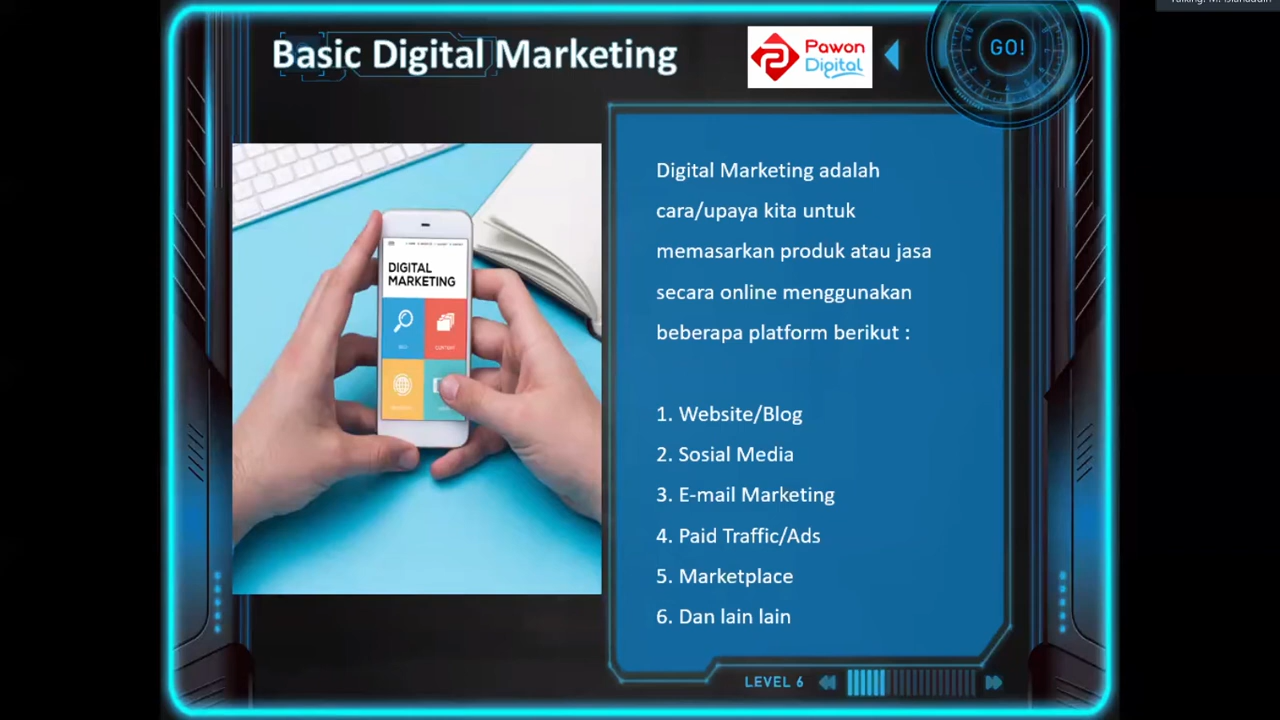 Basic Digital Marketing
Pawon
Digital
GO!
Digital Marketing adalah
cara/upaya kita untuk
memasarkan produk atau jasa
secara online menggunakan
beberapa platform berikut :
1. Website/Blog
2. Sosial Media
3. E-mail Marketing
4. Paid Traffic/Ads
5. Marketplace
6. Dan lain lain
DIGITAL
MARKETING
SEO
CONTENT
LEVEL 6